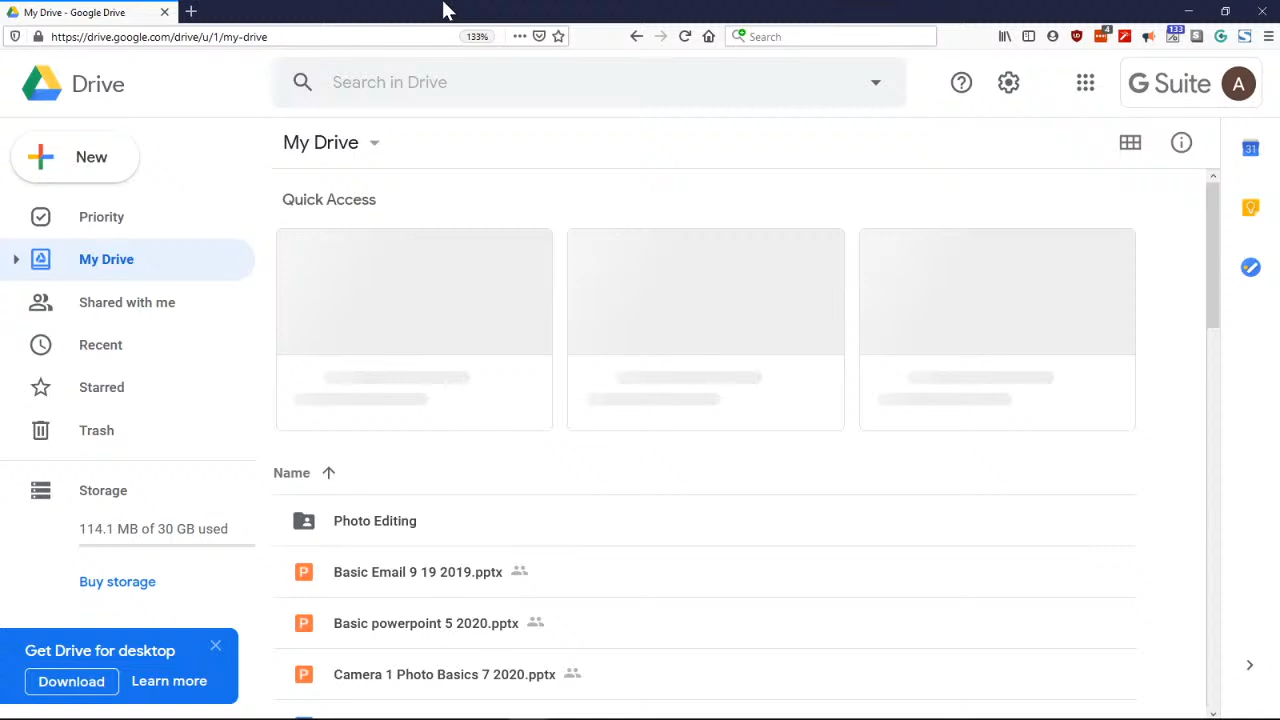 My Drive - Google Drive
https://drive.google.com/drive/u/1/my-drive
133%
Search
4
133
Drive
Search in Drive
G Suite
A
New
My Drive
31
Priority
Quick Access
My Drive
Shared with me
Recent
Starred
Trash
Name
Storage
114.1 MB of 30 GB used
Photo Editing
Buy storage
P
Basic Email 9 19 2019.pptx
P
Basic powerpoint 5 2020.pptx
Get Drive for desktop
Download
Learn more
P
Camera 1 Photo Basics 7 2020.pptx